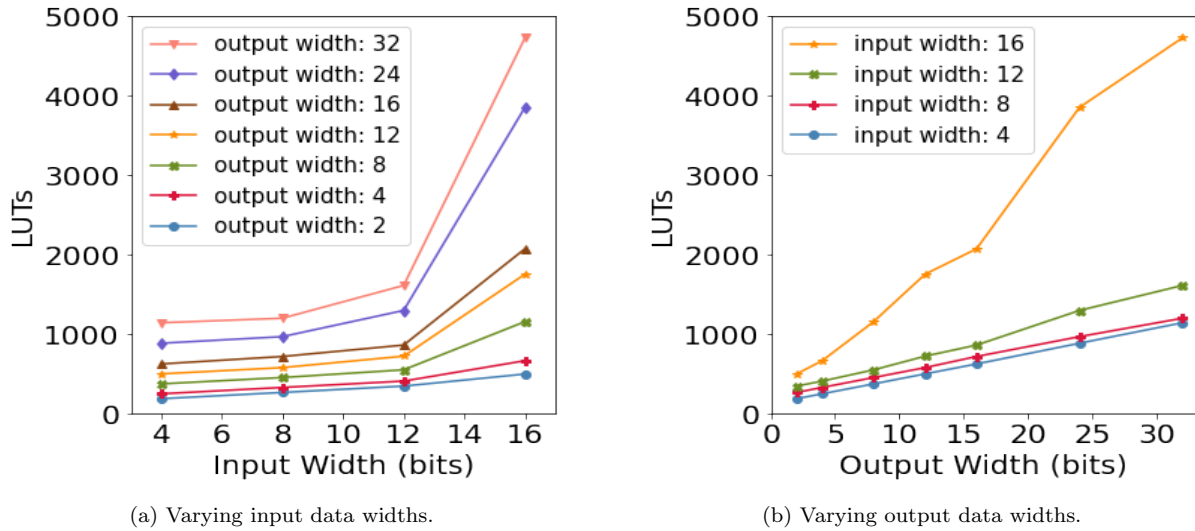 5000
4000
3000
2000
1000
0
LUTs
output width: 32
output width: 24
output width: 16
output width: 12
output width: 8
output width: 4
output width: 2
4 6 8 10 12 14 16
Input Width (bits)
(a) Varying input data widths.
5000
4000
3000
2000
1000
0
LUTs
input width: 16
input width: 12
input width: 8
input width: 4
0 5 10 15 20 25 30
Output Width (bits)
(b) Varying output data widths.